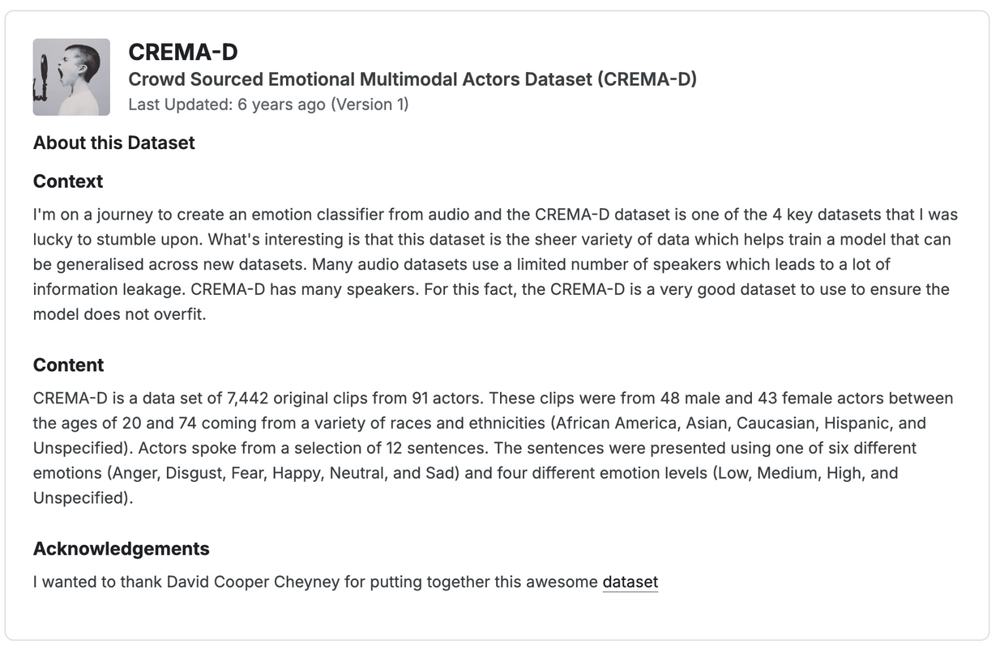 CREMA-D
Crowd Sourced Emotional Multimodal Actors Dataset (CREMA-D)
Last Updated: 6 years ago (Version 1)
About this Dataset
Context
I'm on a journey to create an emotion classifier from audio and the CREMA-D dataset is one of the 4 key datasets that I was
lucky to stumble upon. What's interesting is that this dataset is the sheer variety of data which helps train a model that can
be generalised across new datasets. Many audio datasets use a limited number of speakers which leads to a lot of
information leakage. CREMA-D has many speakers. For this fact, the CREMA-D is a very good dataset to use to ensure the
model does not overfit.
Content
CREMA-D is a data set of 7,442 original clips from 91 actors. These clips were from 48 male and 43 female actors between
the ages of 20 and 74 coming from a variety of races and ethnicities (African America, Asian, Caucasian, Hispanic, and
Unspecified). Actors spoke from a selection of 12 sentences. The sentences were presented using one of six different
emotions (Anger, Disgust, Fear, Happy, Neutral, and Sad) and four different emotion levels (Low, Medium, High, and
Unspecified).
Acknowledgements
I wanted to thank David Cooper Cheyney for putting together this awesome dataset